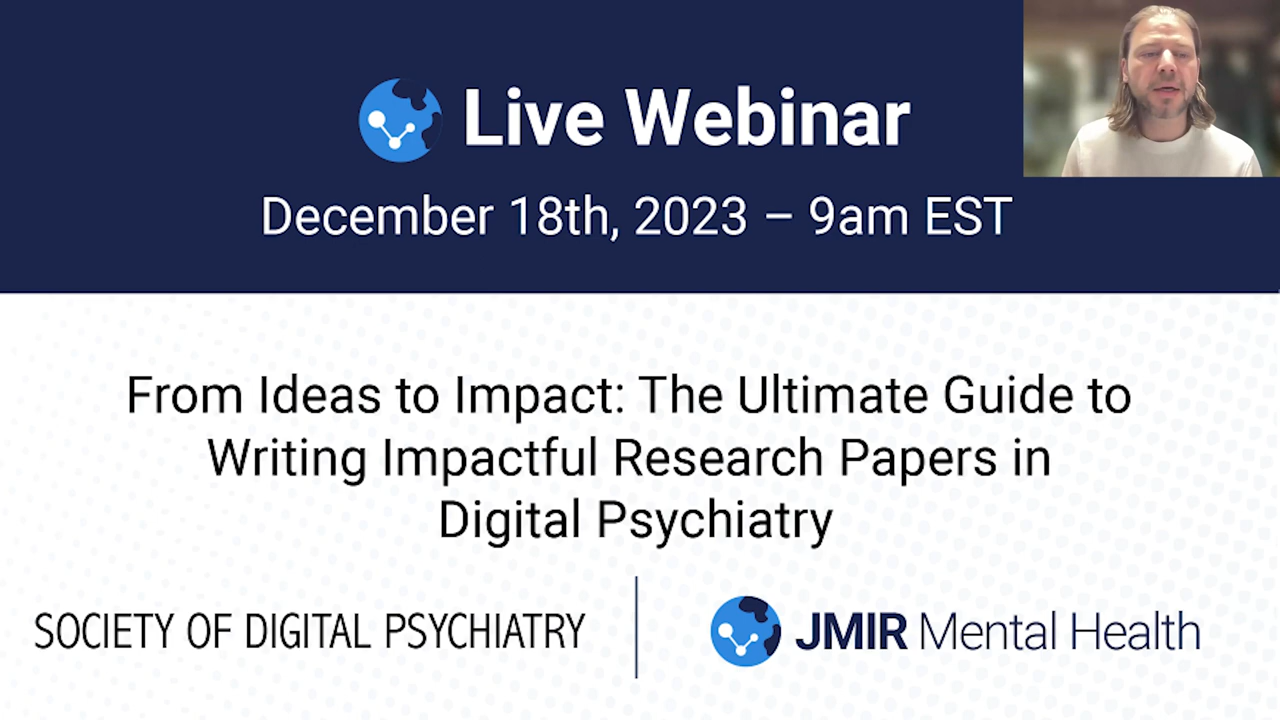 Live Webinar
December 18th, 2023 – 9am EST
From Ideas to Impact: The Ultimate Guide to
Writing Impactful Research Papers in
Digital Psychiatry
SOCIETY OF DIGITAL PSYCHIATRY
JMIR Mental Health